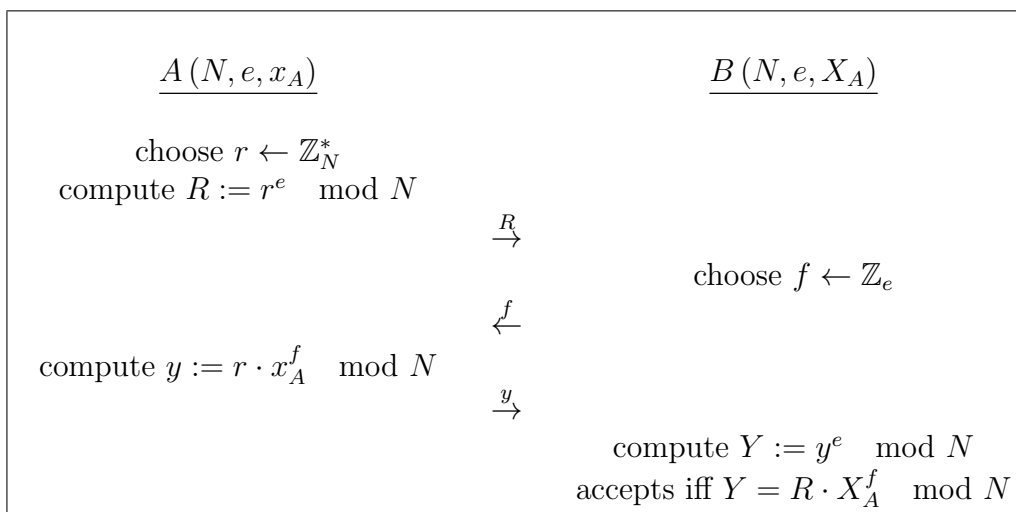 A (N, e, x_A)
B (N, e, X_A)
choose r ← ℤ*_N
compute R := r^e mod N
R
→
choose f ← ℤ_e
f
←
compute y := r · x_A^f mod N
y
→
compute Y := y^e mod N
accepts iff Y = R · X_A^f mod N